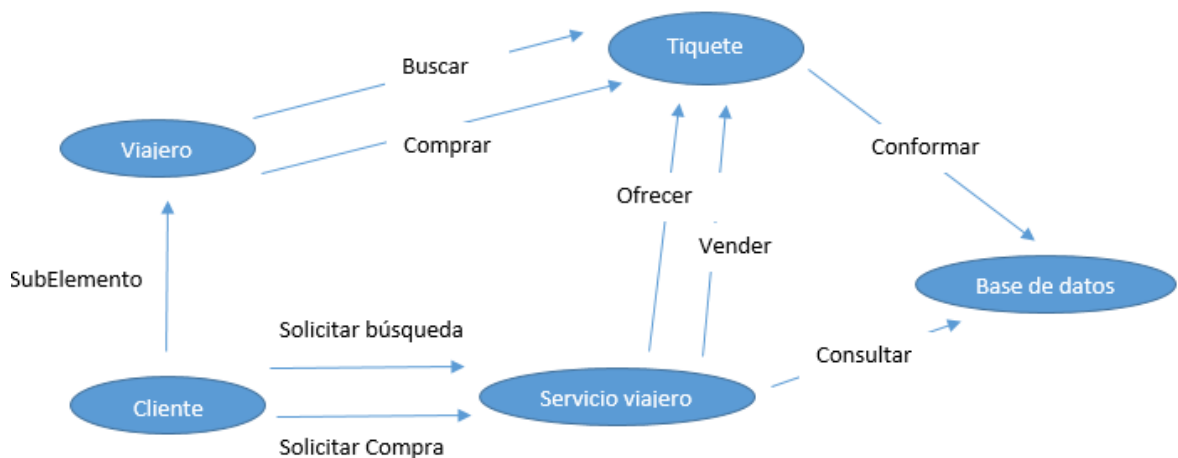 Tiquete
Buscar
Viajero
Comprar
Conformar
Ofrecer
Vender
SubElemento
Base de datos
Solicitar búsqueda
Consultar
Cliente
Servicio viajero
Solicitar Compra